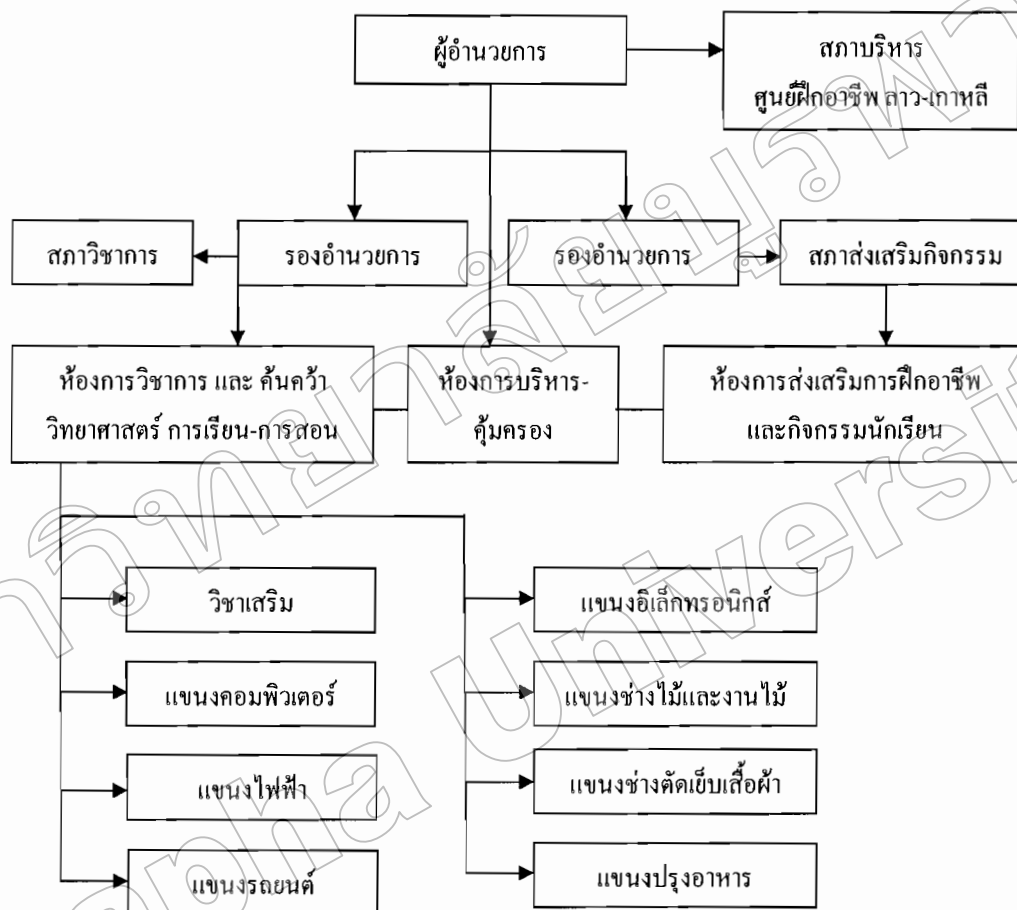 ผู้อำนวยการ
สภาบริหาร
ศูนย์ฝึกอาชีพ ลาว-เกาหลี
สภาวิชาการ
รองอำนวยการ
รองอำนวยการ
สภาส่งเสริมกิจกรรม
ห้องการวิชาการ และ ค้นคว้า
วิทยาศาสตร์ การเรียน-การสอน
ห้องการบริหาร-
คุ้มครอง
ห้องการส่งเสริมการฝึกอาชีพ
และกิจกรรมนักเรียน
วิชาเสริม
แขนงคอมพิวเตอร์
แขนงไฟฟ้า
แขนงรถยนต์
แขนงอิเล็กทรอนิกส์
แขนงช่างไม้และงานไม้
แขนงช่างตัดเย็บเสื้อผ้า
แขนงปรุงอาหาร